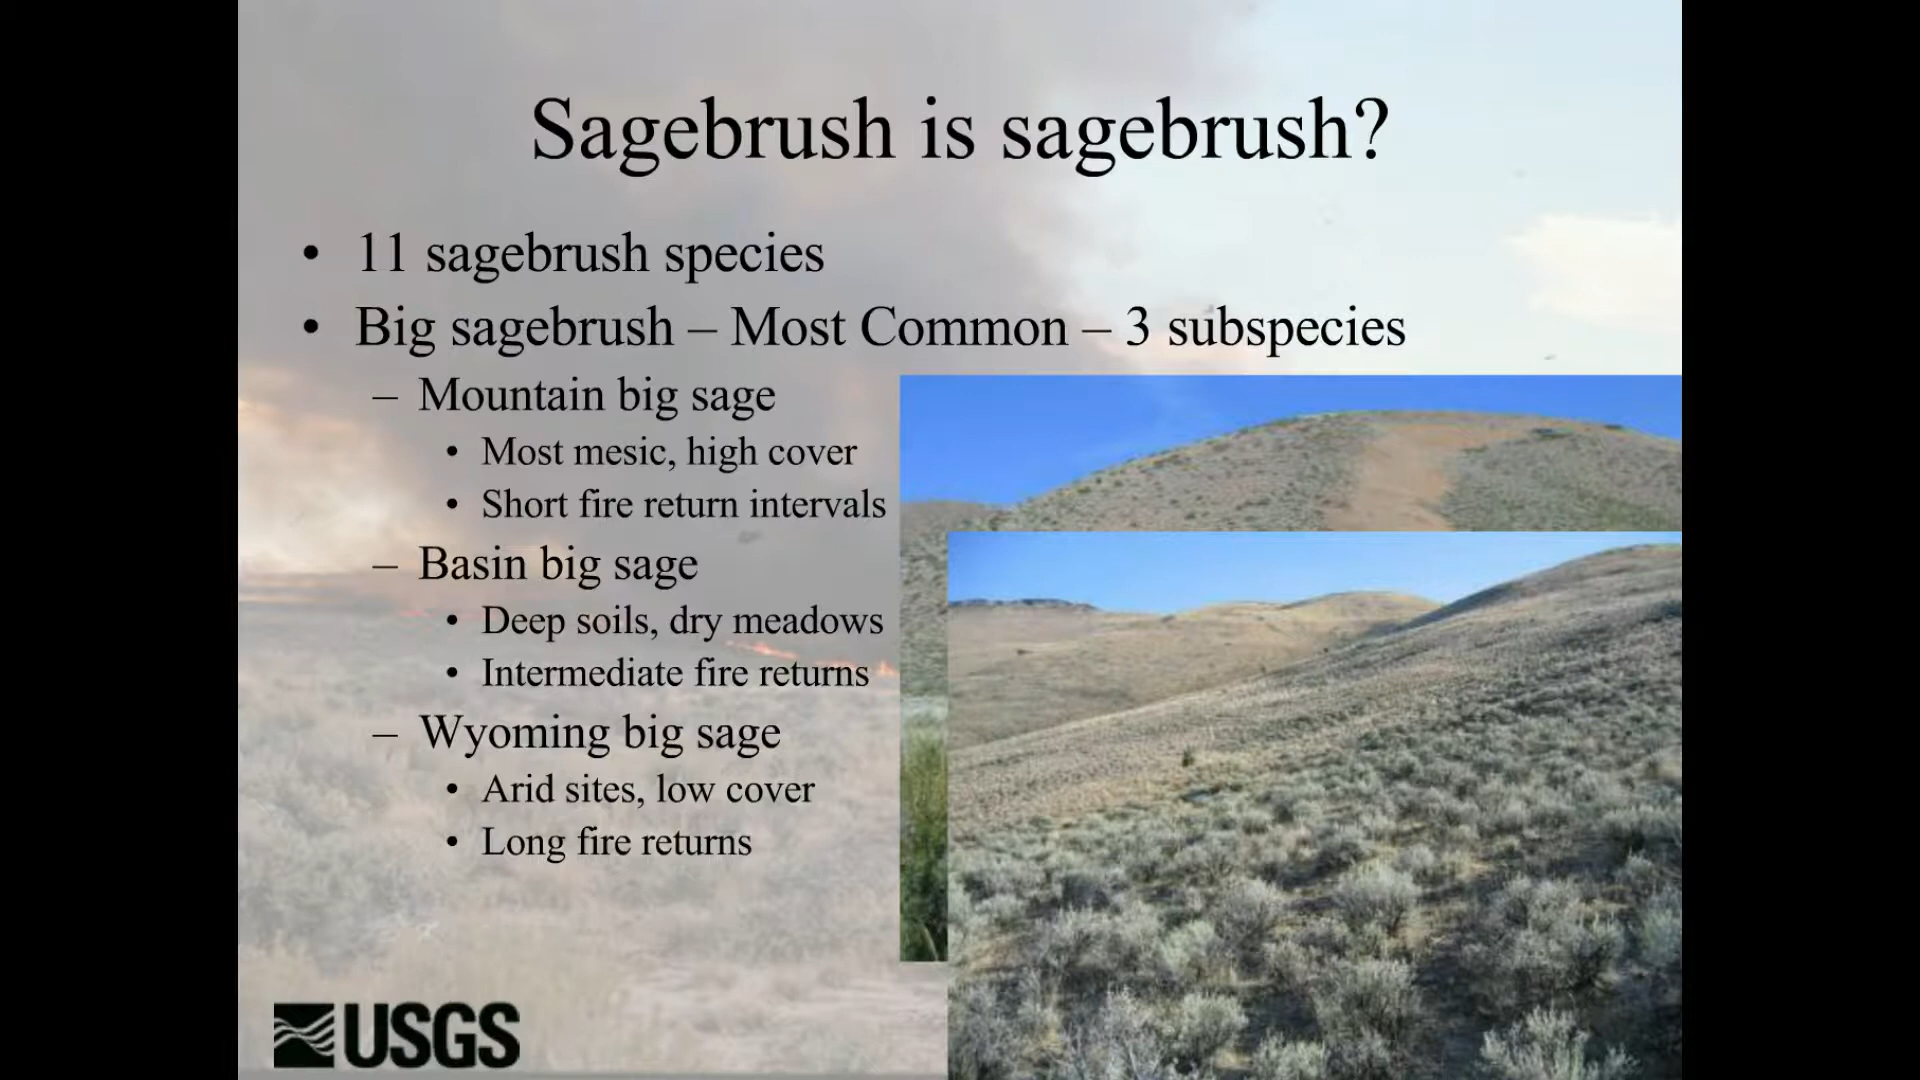 Sagebrush is sagebrush?
• 11 sagebrush species
• Big sagebrush – Most Common – 3 subspecies
– Mountain big sage
• Most mesic, high cover
• Short fire return intervals
– Basin big sage
• Deep soils, dry meadows
• Intermediate fire returns
– Wyoming big sage
• Arid sites, low cover
• Long fire returns
USGS